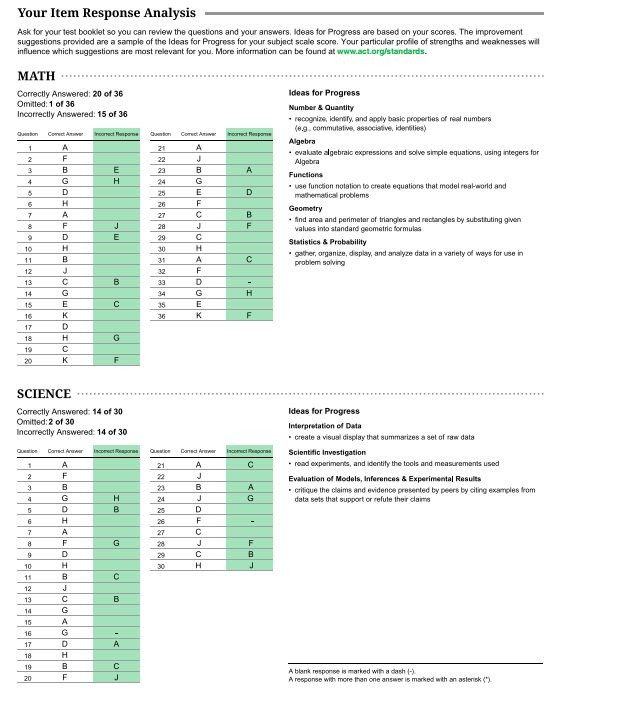 Your Item Response Analysis
Ask for your test booklet so you can review the questions and your answers. Ideas for Progress are based on your scores. The improvement
suggestions provided are a sample of the Ideas for Progress for your subject scale score. Your particular profile of strengths and weaknesses will
influence which suggestions are most relevant for you. More information can be found at www.act.org/standards.
MATH
Correctly Answered: 20 of 36
Omitted: 1 of 36
Incorrectly Answered: 15 of 36
Question Correct Answer Incorrect Response
1 A
2 F
3 B E
4 G H
5 D
6 H
7 A
8 F J
9 D E
10 H
11 B
12 J
13 C B
14 G
15 E C
16 K
17 D
18 H G
19 C
20 K F
Question Correct Answer Incorrect Response
21 A
22 J
23 B A
24 G
25 E D
26 F
27 C B
28 J F
29 C
30 H
31 A C
32 F
33 D -
34 G H
35 E
36 K F
Ideas for Progress
Number & Quantity
• recognize, identify, and apply basic properties of real numbers
(e.g., commutative, associative, identities)
Algebra
• evaluate algebraic expressions and solve simple equations, using integers for
Algebra
Functions
• use function notation to create equations that model real-world and
mathematical problems
Geometry
• find area and perimeter of triangles and rectangles by substituting given
values into standard geometric formulas
Statistics & Probability
• gather, organize, display, and analyze data in a variety of ways for use in
problem solving
SCIENCE
Correctly Answered: 14 of 30
Omitted: 2 of 30
Incorrectly Answered: 14 of 30
Question Correct Answer Incorrect Response
1 A
2 F
3 B
4 G H
5 D B
6 H
7 A
8 F G
9 D
10 H
11 B C
12 J
13 C B
14 G
15 A
16 G -
17 D A
18 H
19 B C
20 F J
Question Correct Answer Incorrect Response
21 A C
22 J
23 B A
24 J G
25 D
26 F -
27 C
28 J F
29 C B
30 H J
Ideas for Progress
Interpretation of Data
• create a visual display that summarizes a set of raw data
Scientific Investigation
• read experiments, and identify the tools and measurements used
Evaluation of Models, Inferences & Experimental Results
• critique the claims and evidence presented by peers by citing examples from
data sets that support or refute their claims
A blank response is marked with a dash (-).
A response with more than one answer is marked with an asterisk (*).